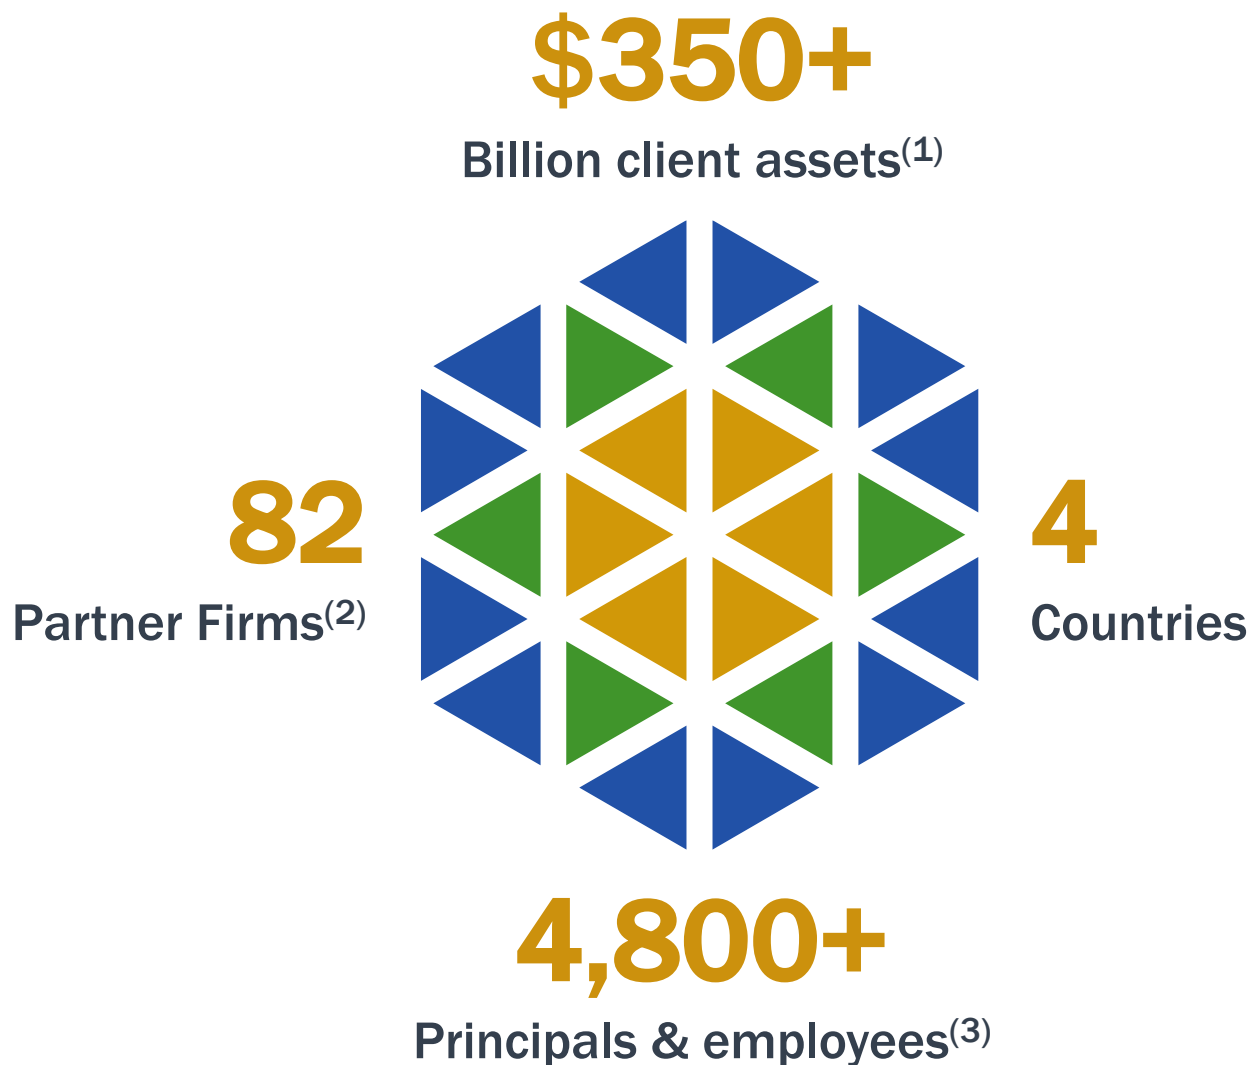 $350+
Billion client assets(1)
82
Partner Firms(2)
4
Countries
4,800+
Principals & employees(3)